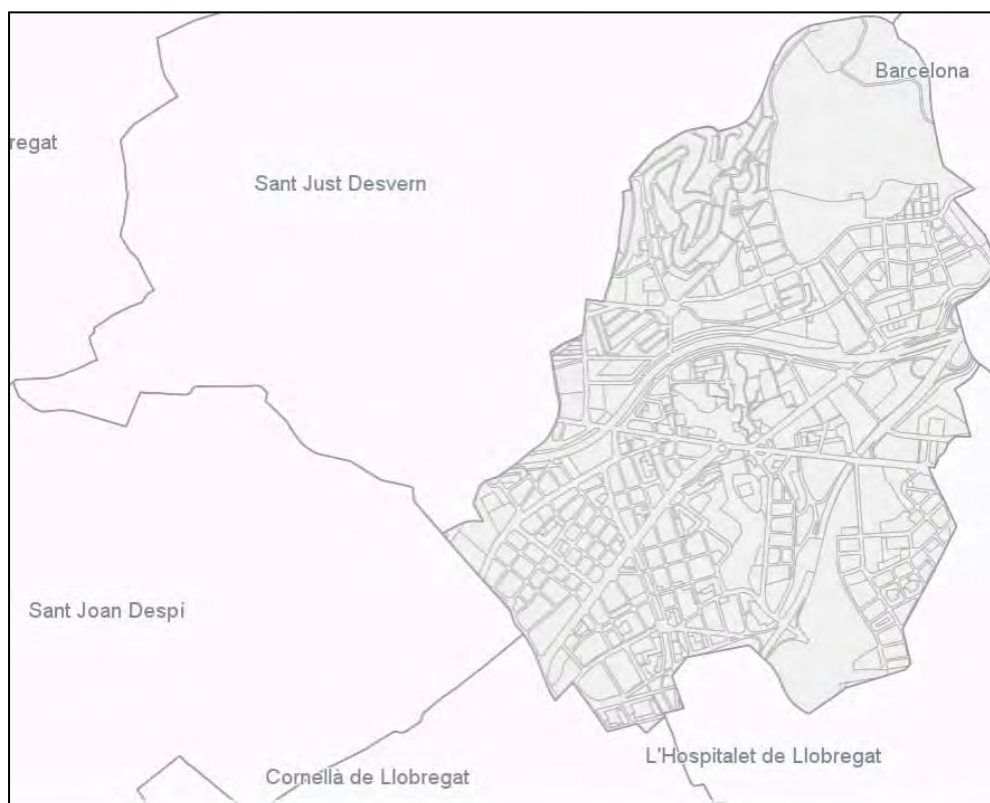 Barcelona
regat
Sant Just Desvern
Sant Joan Despí
L'Hospitalet de Llobregat
Cornellà de Llobregat